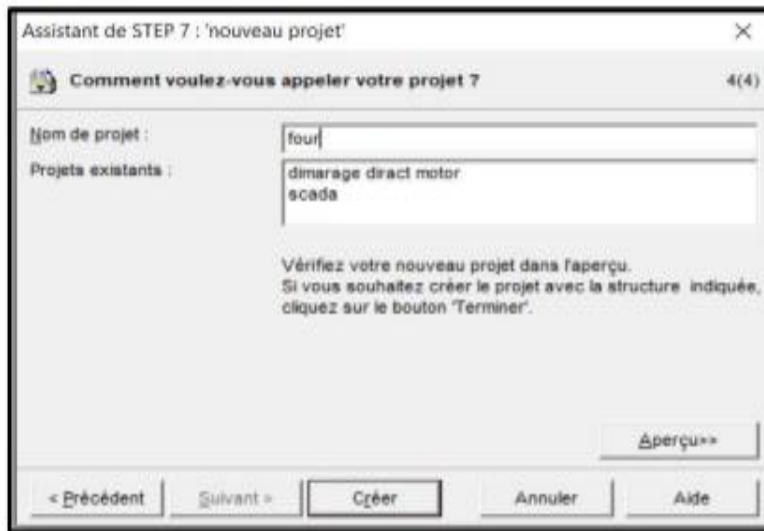 Assistant de STEP 7 : 'nouveau projet'
Comment voulez-vous appeler votre projet ? 4(4)
Nom de projet : four
Projets existants : dimarage diract motor
scada
Vérifiez votre nouveau projet dans l'aperçu.
Si vous souhaitez créer le projet avec la structure indiquée,
cliquez sur le bouton 'Terminer'.
Aperçu>>
< Précédent Suivant > Créer Annuler Aide